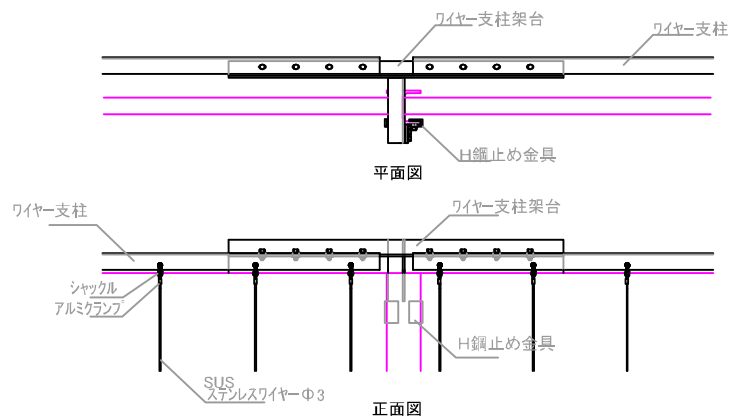 ワイヤー支柱架台
ワイヤー支柱
H鋼止め金具
平面図
ワイヤー支柱
ワイヤー支柱架台
シャックル
アルミクランプ
H鋼止め金具
SUS
ステンレスワイヤーΦ3
正面図